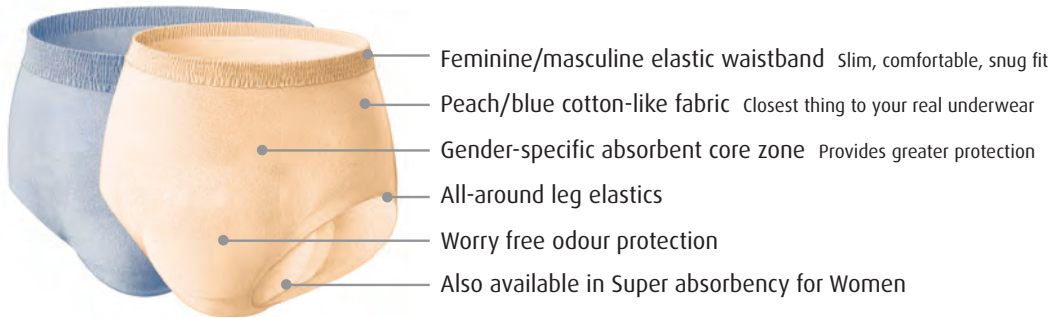 Feminine/masculine elastic waistband Slim, comfortable, snug fit
Peach/blue cotton-like fabric Closest thing to your real underwear
Gender-specific absorbent core zone Provides greater protection
All-around leg elastics
Worry free odour protection
Also available in Super absorbency for Women